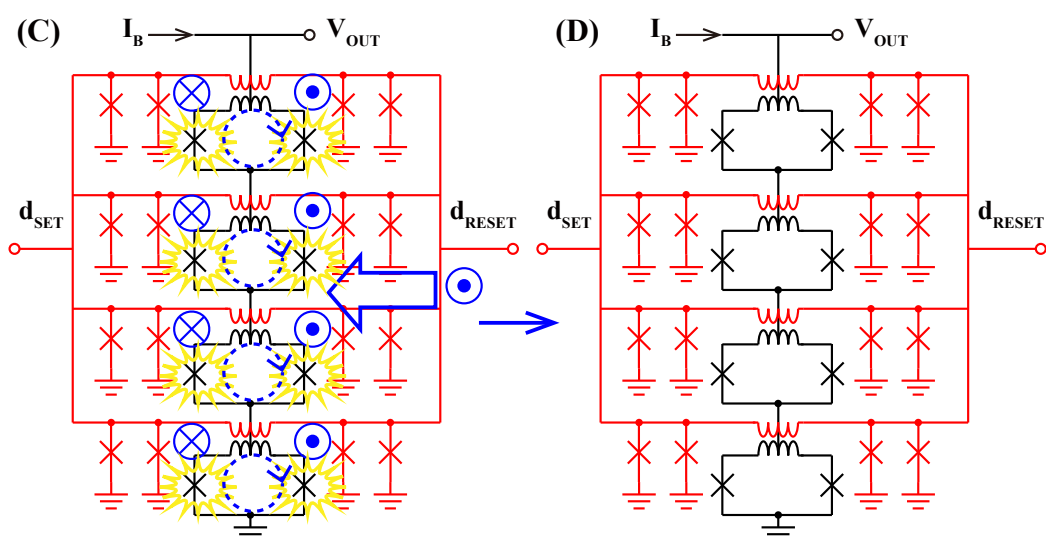 (C) I_B V_OUT
d_SET d_RESET
(D) I_B V_OUT
d_SET d_RESET